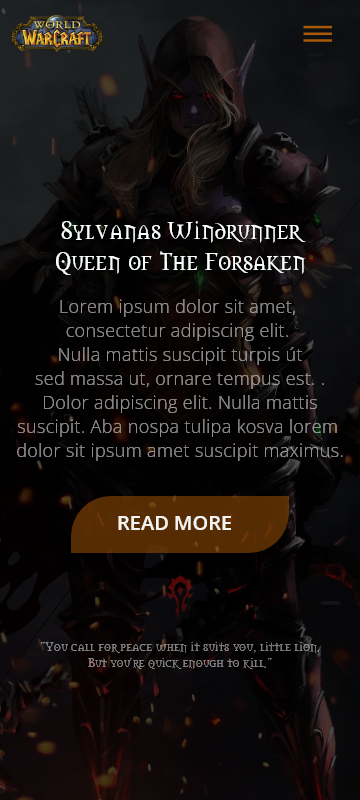 WORLD
OF
WARCRAFT
Sylvanas Windrunner
Queen of The Forsaken
Lorem ipsum dolor sit amet,
consectetur adipiscing elit.
Nulla mattis suscipit turpis út
sed massa ut, ornare tempus est. .
Dolor adipiscing elit. Nulla mattis
suscipit. Aba nospa tulipa kosva lorem
dolor sit ipsum amet suscipit maximus.
READ MORE
"You call for peace when it suits you, little lion,
But you're quick enough to kill."